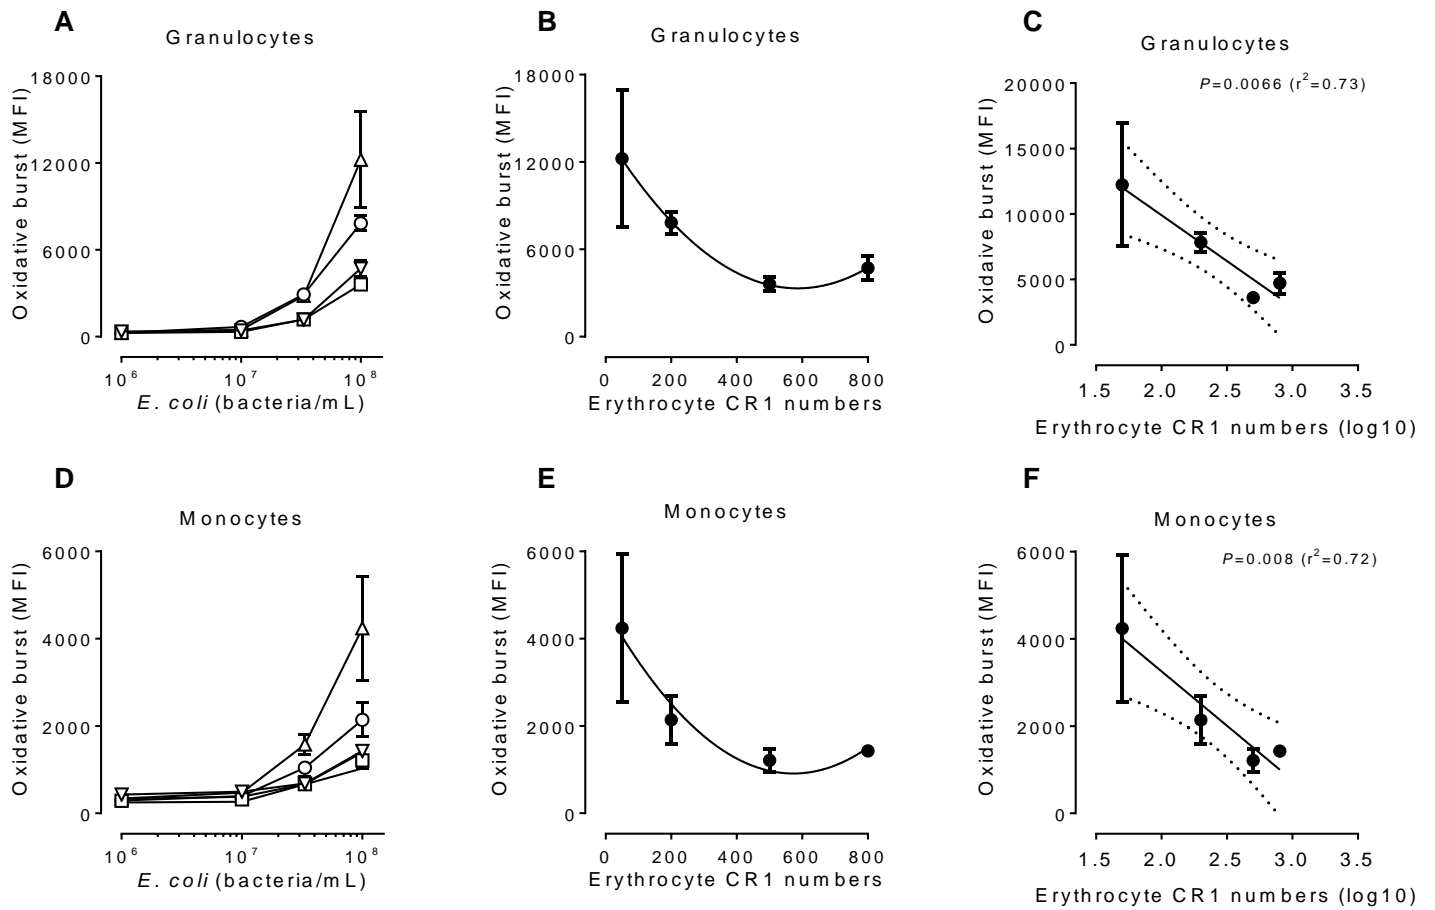 A
Granulocytes
Oxidative burst (MFI)
18000
12000
6000
0
10^6
10^7
10^8
E. coli (bacteria/mL)
B
Granulocytes
Oxidative burst (MFI)
18000
12000
6000
0
0
200
400
600
800
Erythrocyte CR1 numbers
C
Granulocytes
P=0.0066 (r^2=0.73)
Oxidaive burst (MFI)
20000
15000
10000
5000
0
1.5
2.0
2.5
3.0
3.5
Erythrocyte CR1 numbers (log10)
D
Monocytes
Oxidative burst (MFI)
6000
4000
2000
0
10^6
10^7
10^8
E. coli (bacteria/mL)
E
Monocytes
Oxidative burst (MFI)
6000
4000
2000
0
0
200
400
600
800
Erythrocyte CR1 numbers
F
Monocytes
P=0.008 (r^2=0.72)
Oxidative burst (MFI)
6000
4000
2000
0
1.5
2.0
2.5
3.0
3.5
Erythrocyte CR1 numbers (log10)